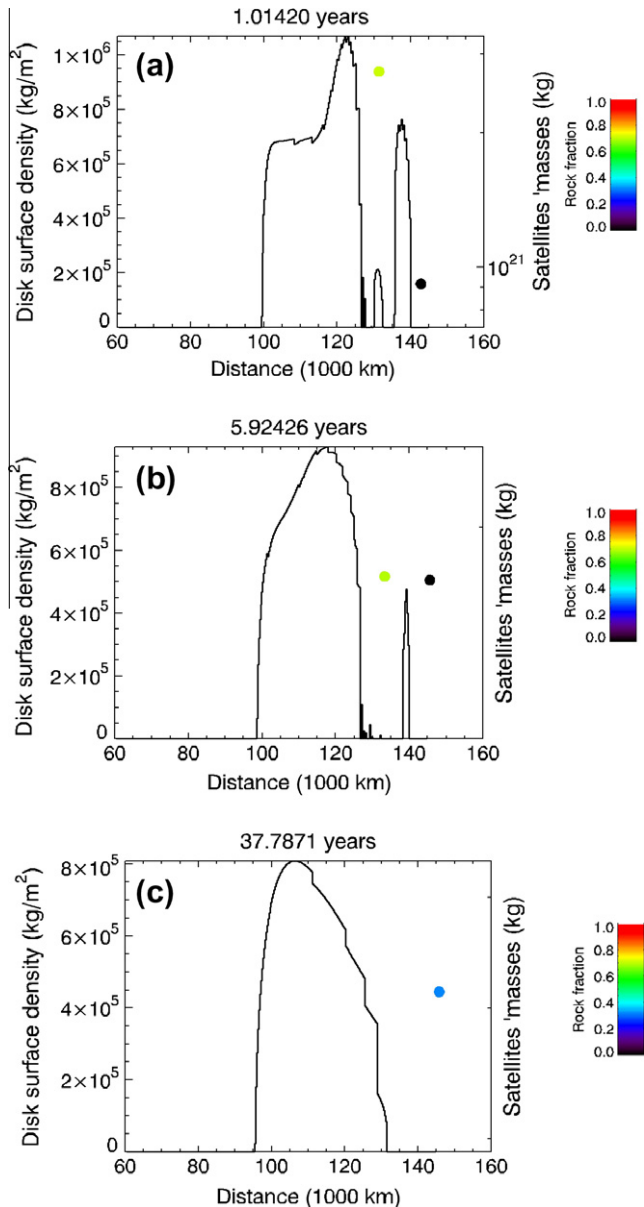 1.01420 years
(a)
Disk surface density (kg/m²)
1×10⁶
8×10⁵
6×10⁵
4×10⁵
2×10⁵
0
60 80 100 120 140 160
Distance (1000 km)
10²¹
Satellites 'masses (kg)
Rock fraction
1.0
0.8
0.6
0.4
0.2
0.0
5.92426 years
(b)
Disk surface density (kg/m²)
8×10⁵
6×10⁵
4×10⁵
2×10⁵
0
60 80 100 120 140 160
Distance (1000 km)
Satellites 'masses (kg)
Rock fraction
1.0
0.8
0.6
0.4
0.2
0.0
37.7871 years
(c)
Disk surface density (kg/m²)
8×10⁵
6×10⁵
4×10⁵
2×10⁵
0
60 80 100 120 140 160
Distance (1000 km)
Satellites 'masses (kg)
Rock fraction
1.0
0.8
0.6
0.4
0.2
0.0